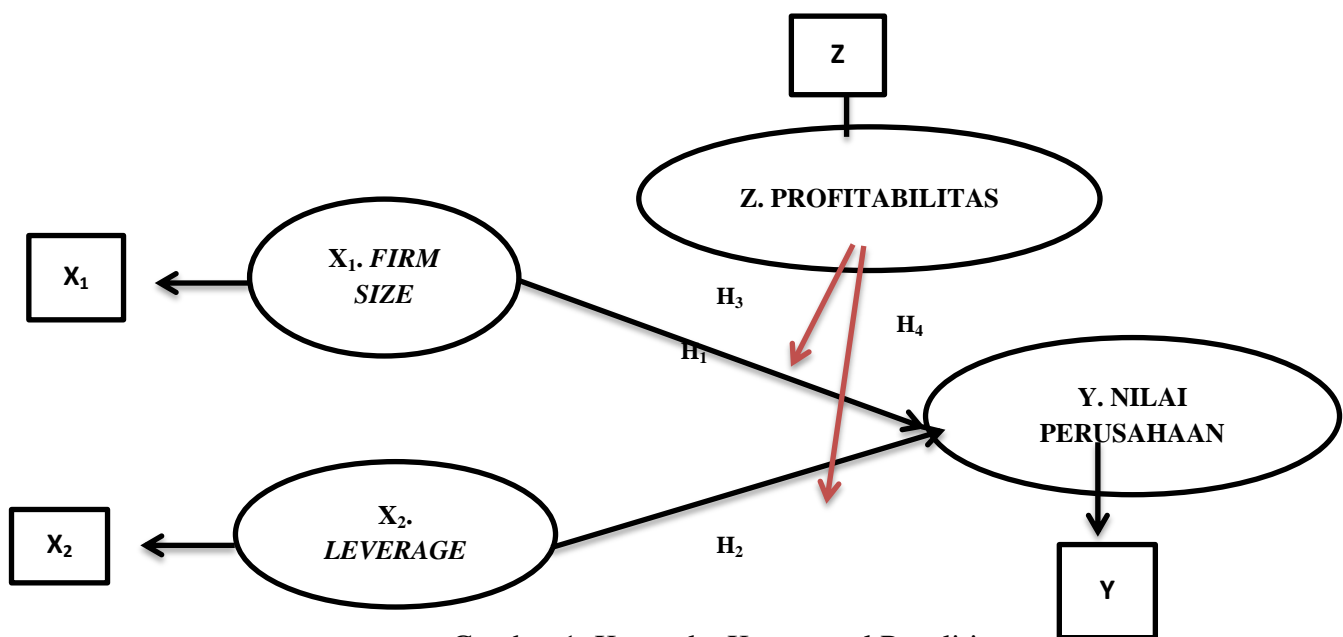 Z
Z. PROFITABILITAS
X₁. FIRM
SIZE
X₁
H₃
H₄
H₁
Y. NILAI
PERUSAHAAN
X₂.
LEVERAGE
X₂
H₂
Y